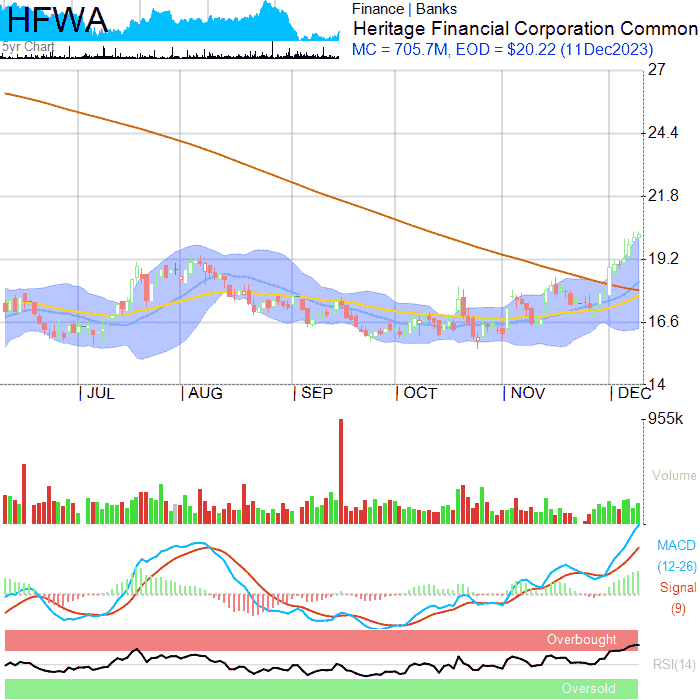 HFWA
5yr Chart
Finance | Banks
Heritage Financial Corporation Common
MC = 705.7M, EOD = $20.22 (11Dec2023)
27
24.4
21.8
19.2
16.6
14
JUL AUG SEP OCT NOV DEC
955k
Volume
MACD
(12-26)
Signal
(9)
Overbought
RSI(14)
Oversold